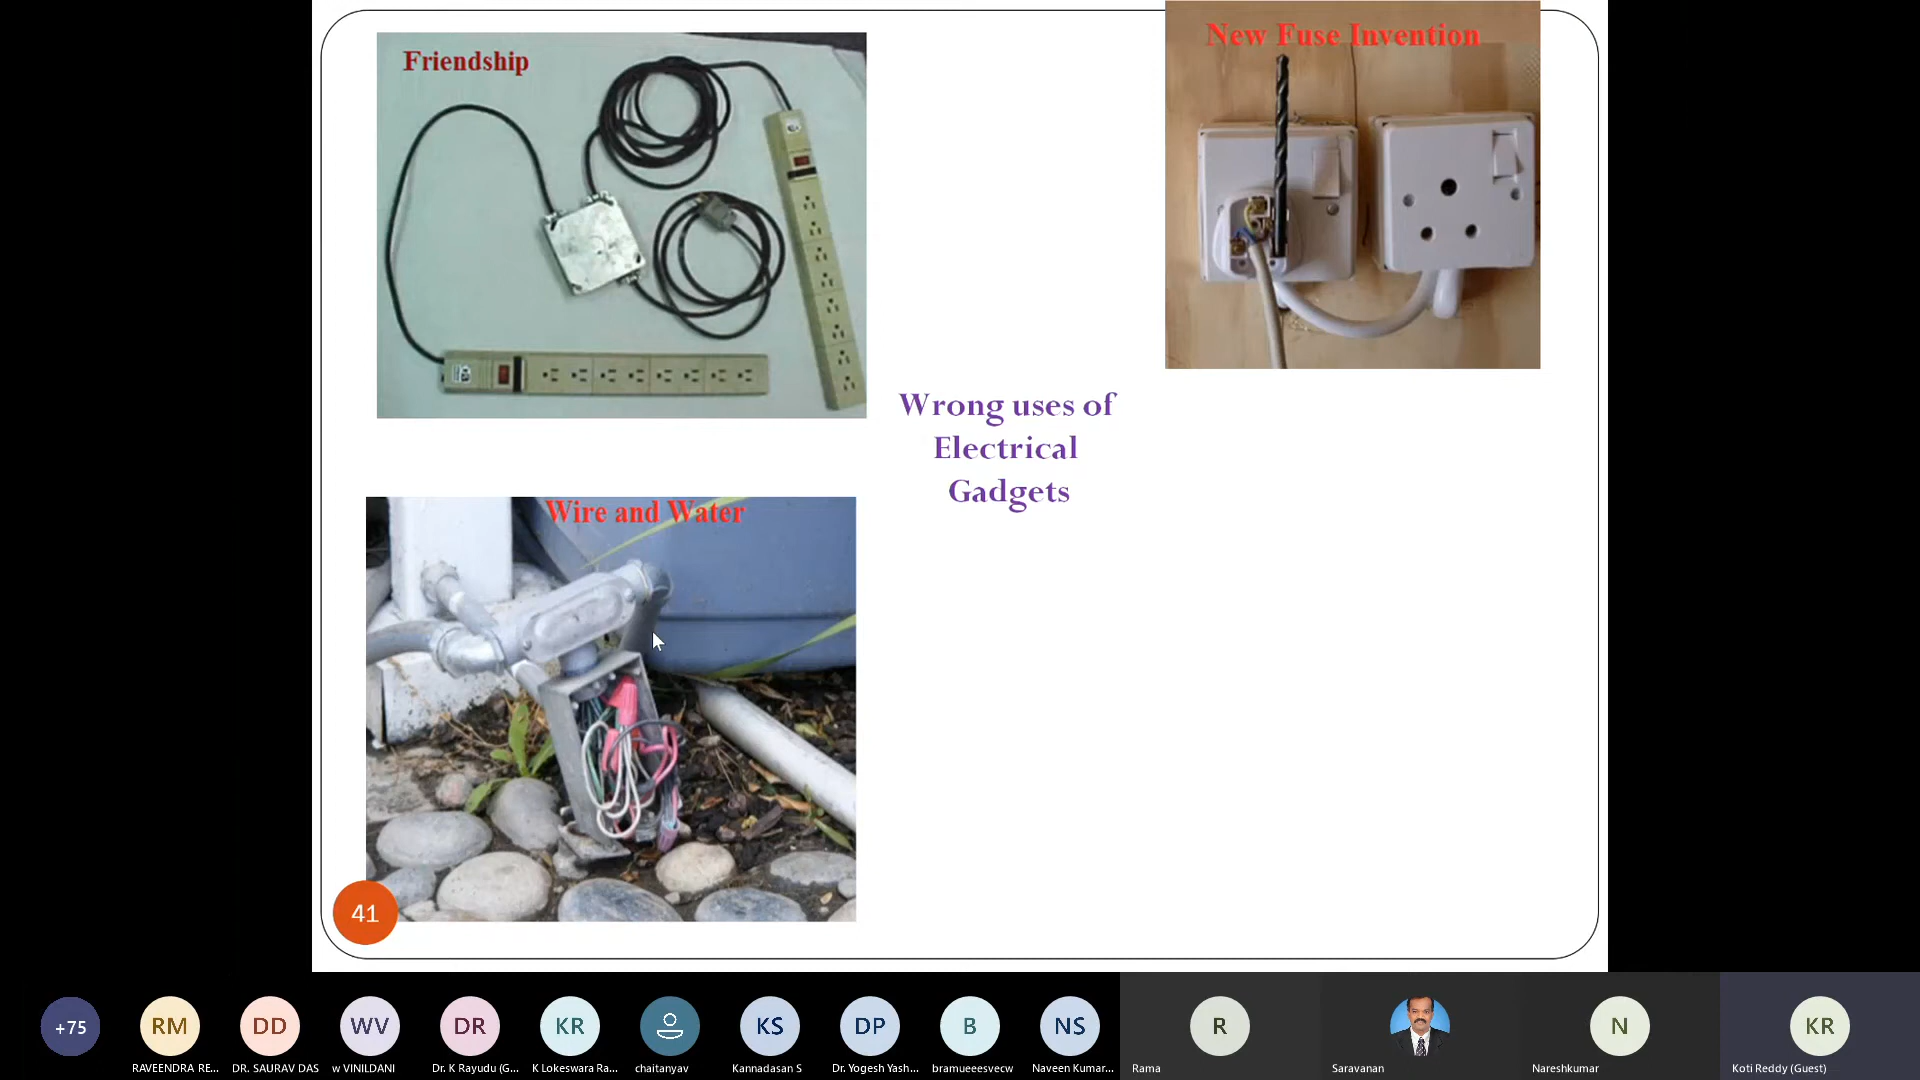 Friendship
New Fuse Invention
Wrong uses of
Electrical
Gadgets
Wire and Water
41
+75
RM
DD
WV
DR
KR
KS
DP
B
NS
R
N
KR
RAVEENDRA RE...
DR. SAURAV DAS
w VINILDANI
Dr. K Rayudu (G...
K Lokeswara Ra...
chaitanyav
Kannadasan S
Dr. Yogesh Yash...
bramueeesvecw
Naveen Kumar...
Rama
Saravanan
Nareshkumar
Koti Reddy (Guest)